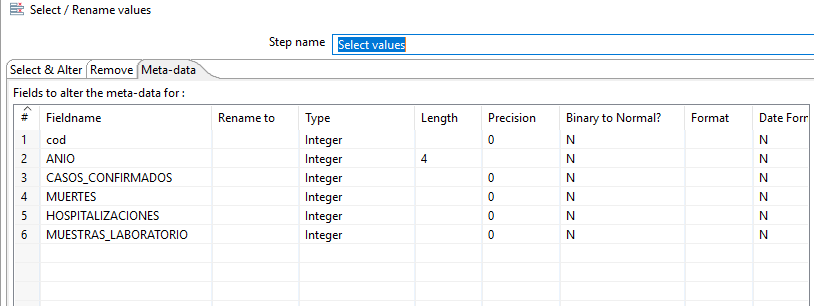 Select / Rename values
Step name Select values
Select & Alter Remove Meta-data
Fields to alter the meta-data for :
# Fieldname Rename to Type Length Precision Binary to Normal? Format Date Forn
1 cod Integer 0 N N
2 ANIO Integer 4 N N
3 CASOS_CONFIRMADOS Integer 0 N N
4 MUERTES Integer 0 N N
5 HOSPITALIZACIONES Integer 0 N N
6 MUESTRAS_LABORATORIO Integer 0 N N